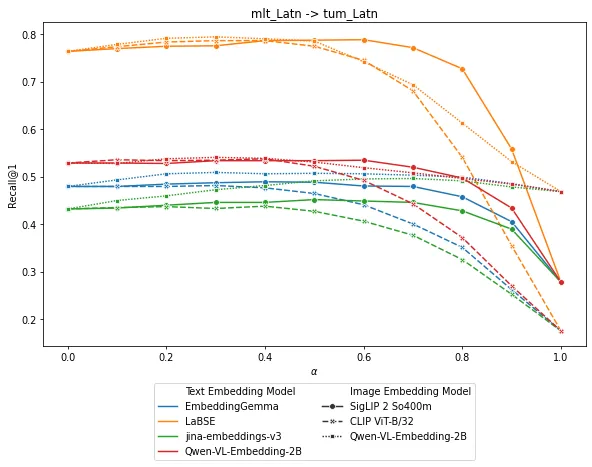 mlt_Latn -> tum_Latn
Recall@1
0.8
0.7
0.6
0.5
0.4
0.3
0.2
0.0
0.2
0.4
0.6
0.8
1.0
α
Text Embedding Model
EmbeddingGemma
LaBSE
jina-embeddings-v3
Qwen-VL-Embedding-2B
Image Embedding Model
SigLIP 2 So400m
CLIP ViT-B/32
Qwen-VL-Embedding-2B